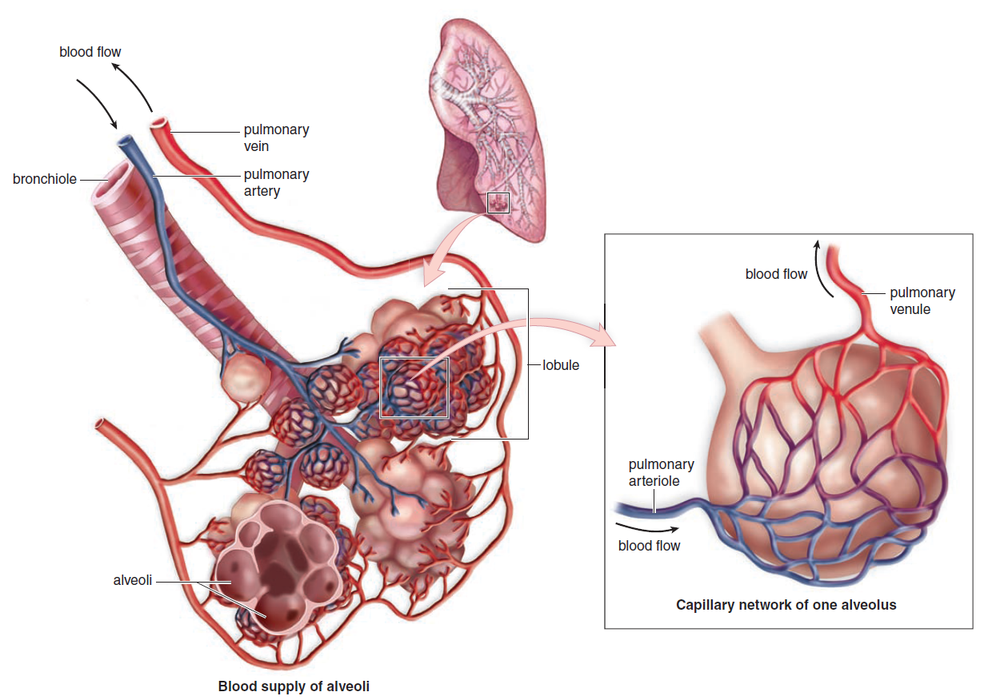 blood flow
pulmonary
vein
pulmonary
artery
bronchiole
lobule
alveoli
Blood supply of alveoli
blood flow
pulmonary
venule
pulmonary
arteriole
blood flow
Capillary network of one alveolus